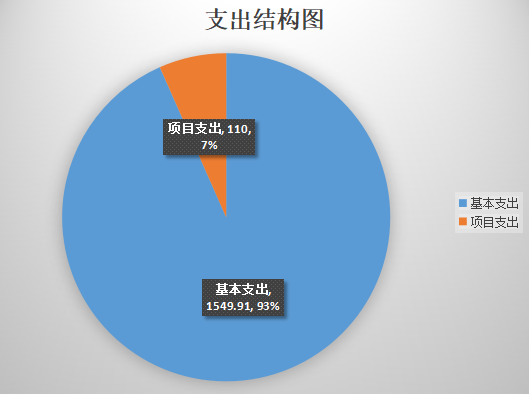 支出结构图
项目支出, 110,
7%
基本支出,
1549.91, 93%
基本支出
项目支出